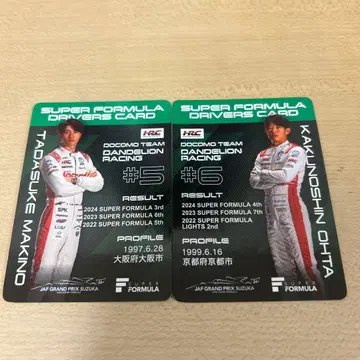 SUPER FORMULA
DRIVERS CARD
TADASUKE MAKINO
HRC
DOCOMO TEAM
DANDELION
RACING
#5
RESULT
2024 SUPER FORMULA 3rd
2023 SUPER FORMULA 6th
2022 SUPER FORMULA 5th
PROFILE
1997.6.28
大阪府大阪市
JAF GRAND PRIX SUZUKA
SUPER
FORMULA
SUPER FORMULA
DRIVERS CARD
KAKUNOSHIN OHTA
HRC
DOCOMO TEAM
DANDELION
RACING
#6
RESULT
2024 SUPER FORMULA 4th
2023 SUPER FORMULA 7th
2022 SUPER FORMULA
LIGHTS 2nd
PROFILE
1999.6.16
京都府京都市
JAF GRAND PRIX SUZUKA
SUPER
FORMULA